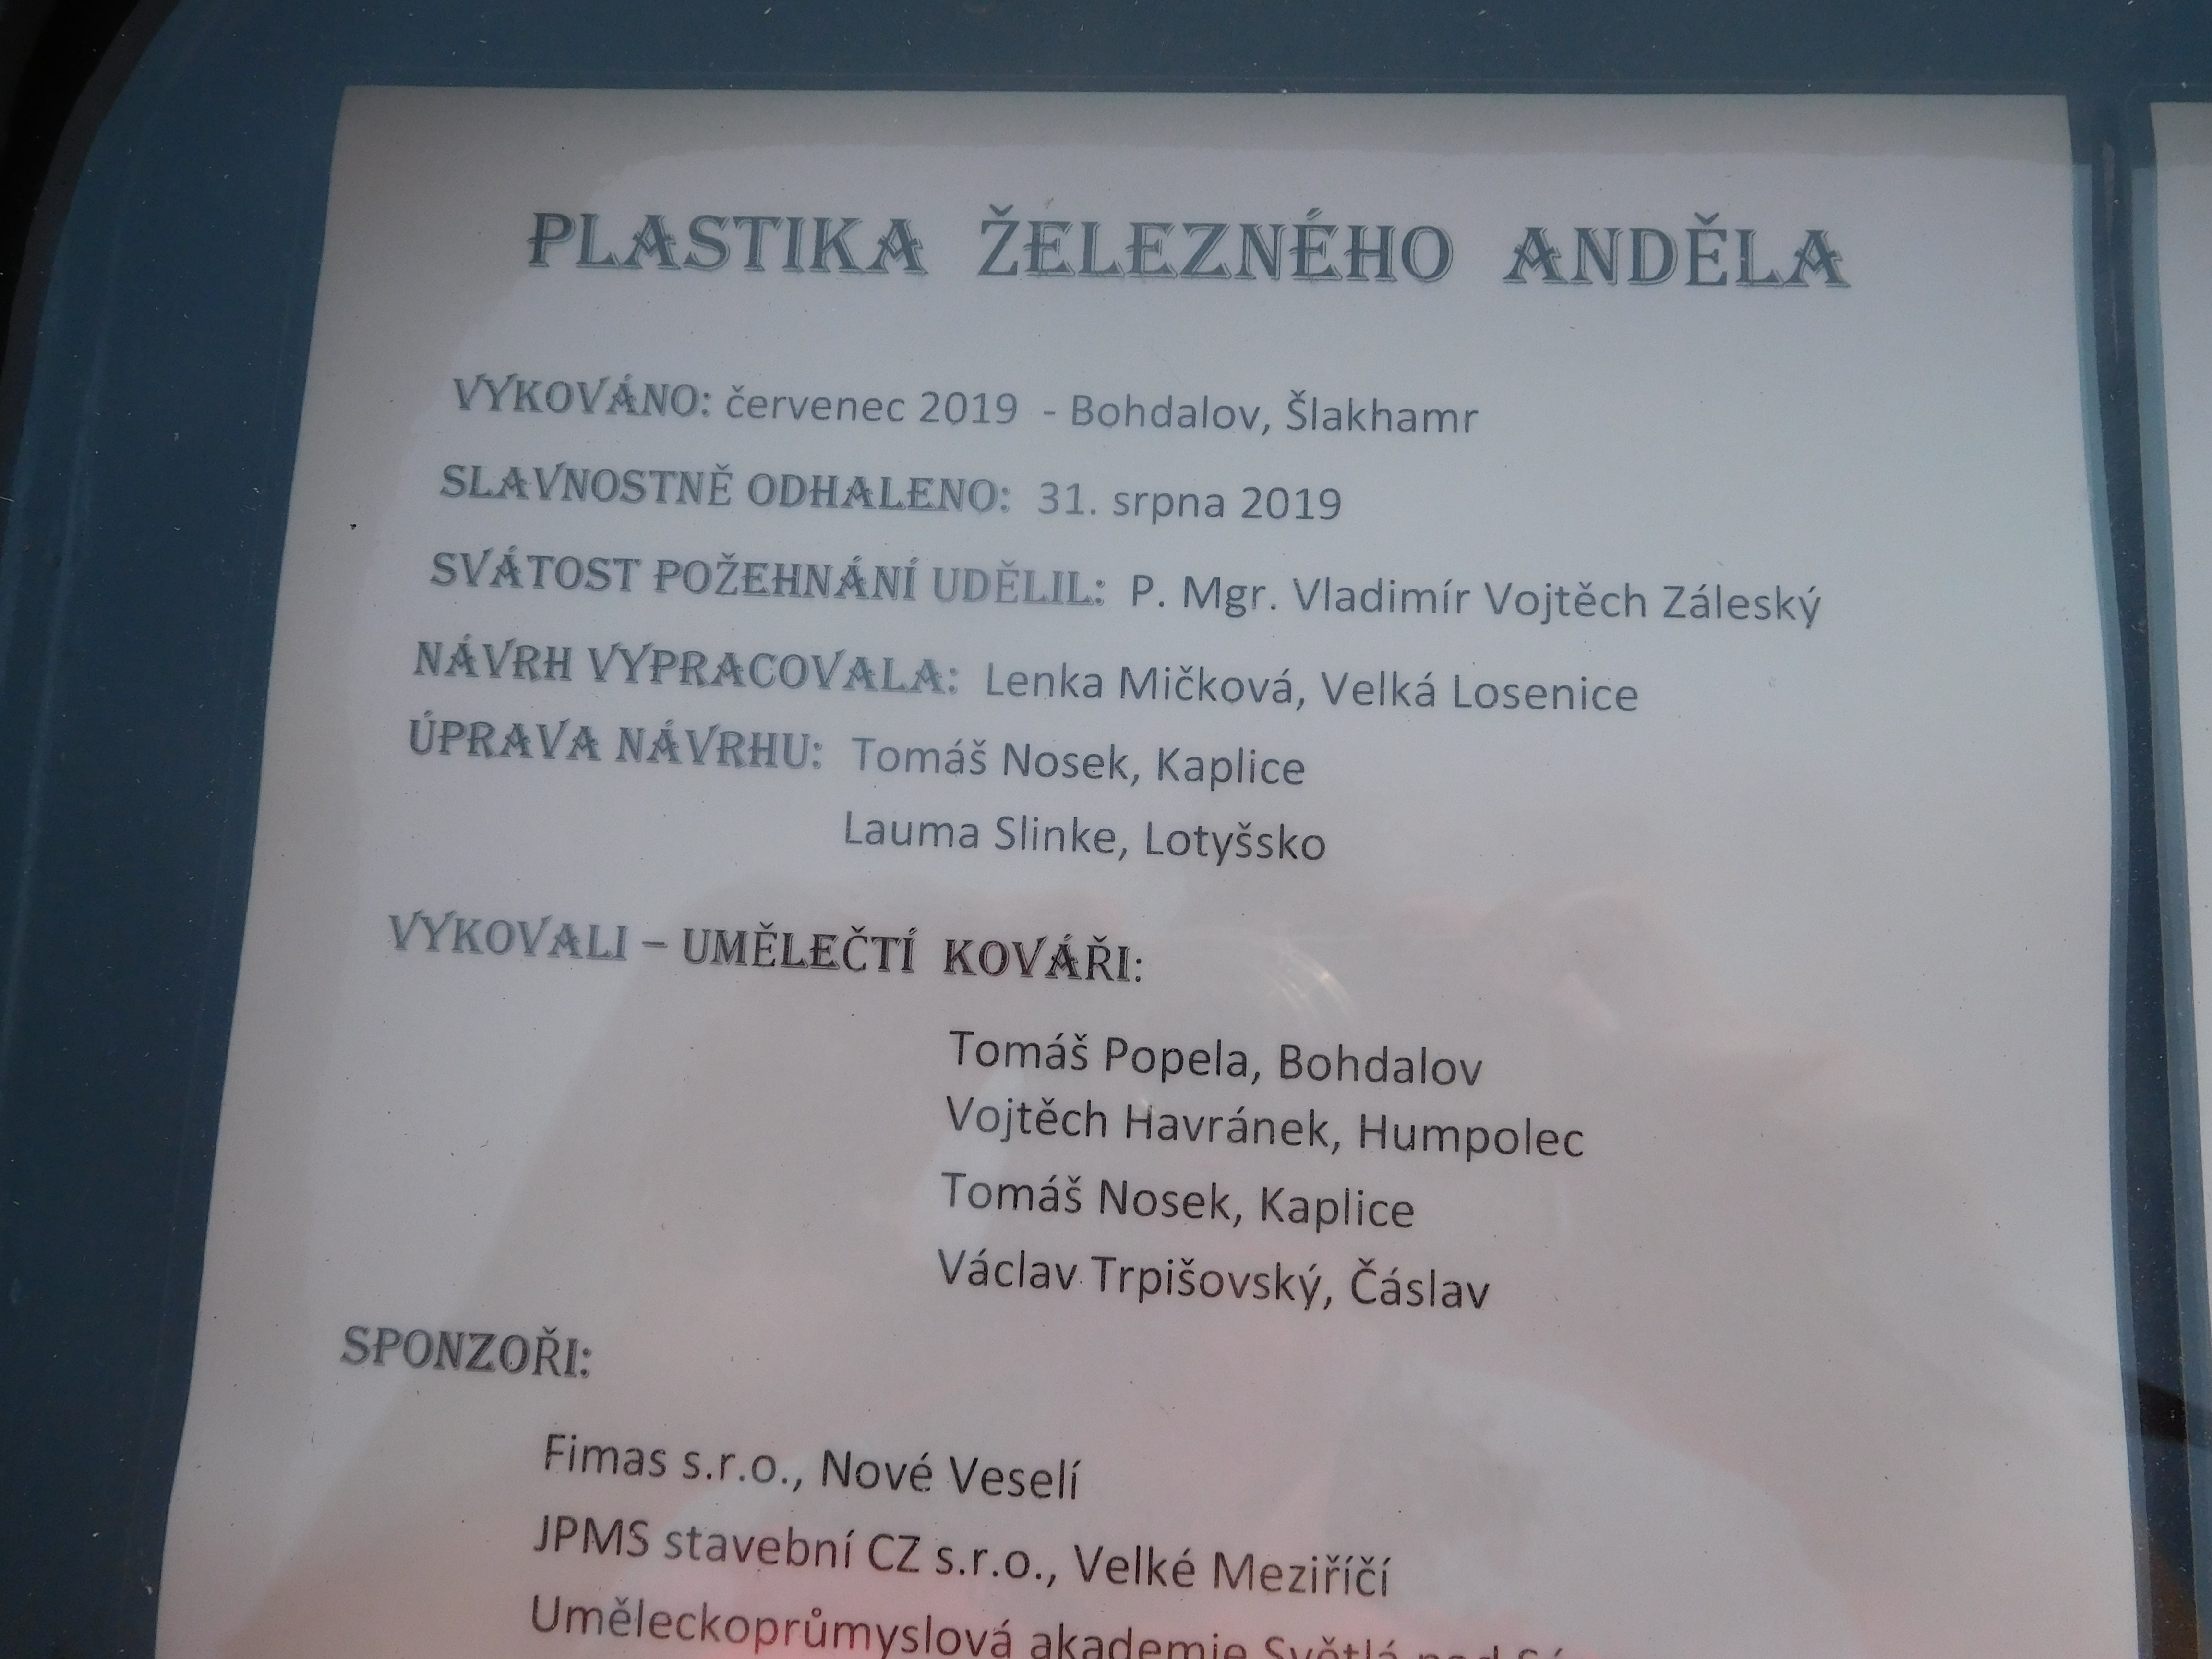 PLASTIKA ŽELEZNÉHO ANDĚLA
VYKOVÁNO: červenec 2019 - Bohdalov, Šlakhamr
SLAVNOSTNĚ ODHALENO: 31. srpna 2019
SVÁTOST POŽEHNÁNÍ UDĚLIL: P. Mgr. Vladimír Vojtěch Záleský
NÁVRH VYPRACOVALA: Lenka Mičková, Velká Losenice
ÚPRAVA NÁVRHU: Tomáš Nosek, Kaplice
Lauma Slinke, Lotyšsko
VYKOVALI – UMĚLEČTÍ KOVÁŘI:
Tomáš Popela, Bohdalov
Vojtěch Havránek, Humpolec
Tomáš Nosek, Kaplice
Václav Trpišovský, Čáslav
SPONZOŘI:
Fimas s.r.o., Nové Veselí
JPMS stavební CZ s.r.o., Velké Meziříčí
Uměleckoprůmyslová akademie Světlá nad